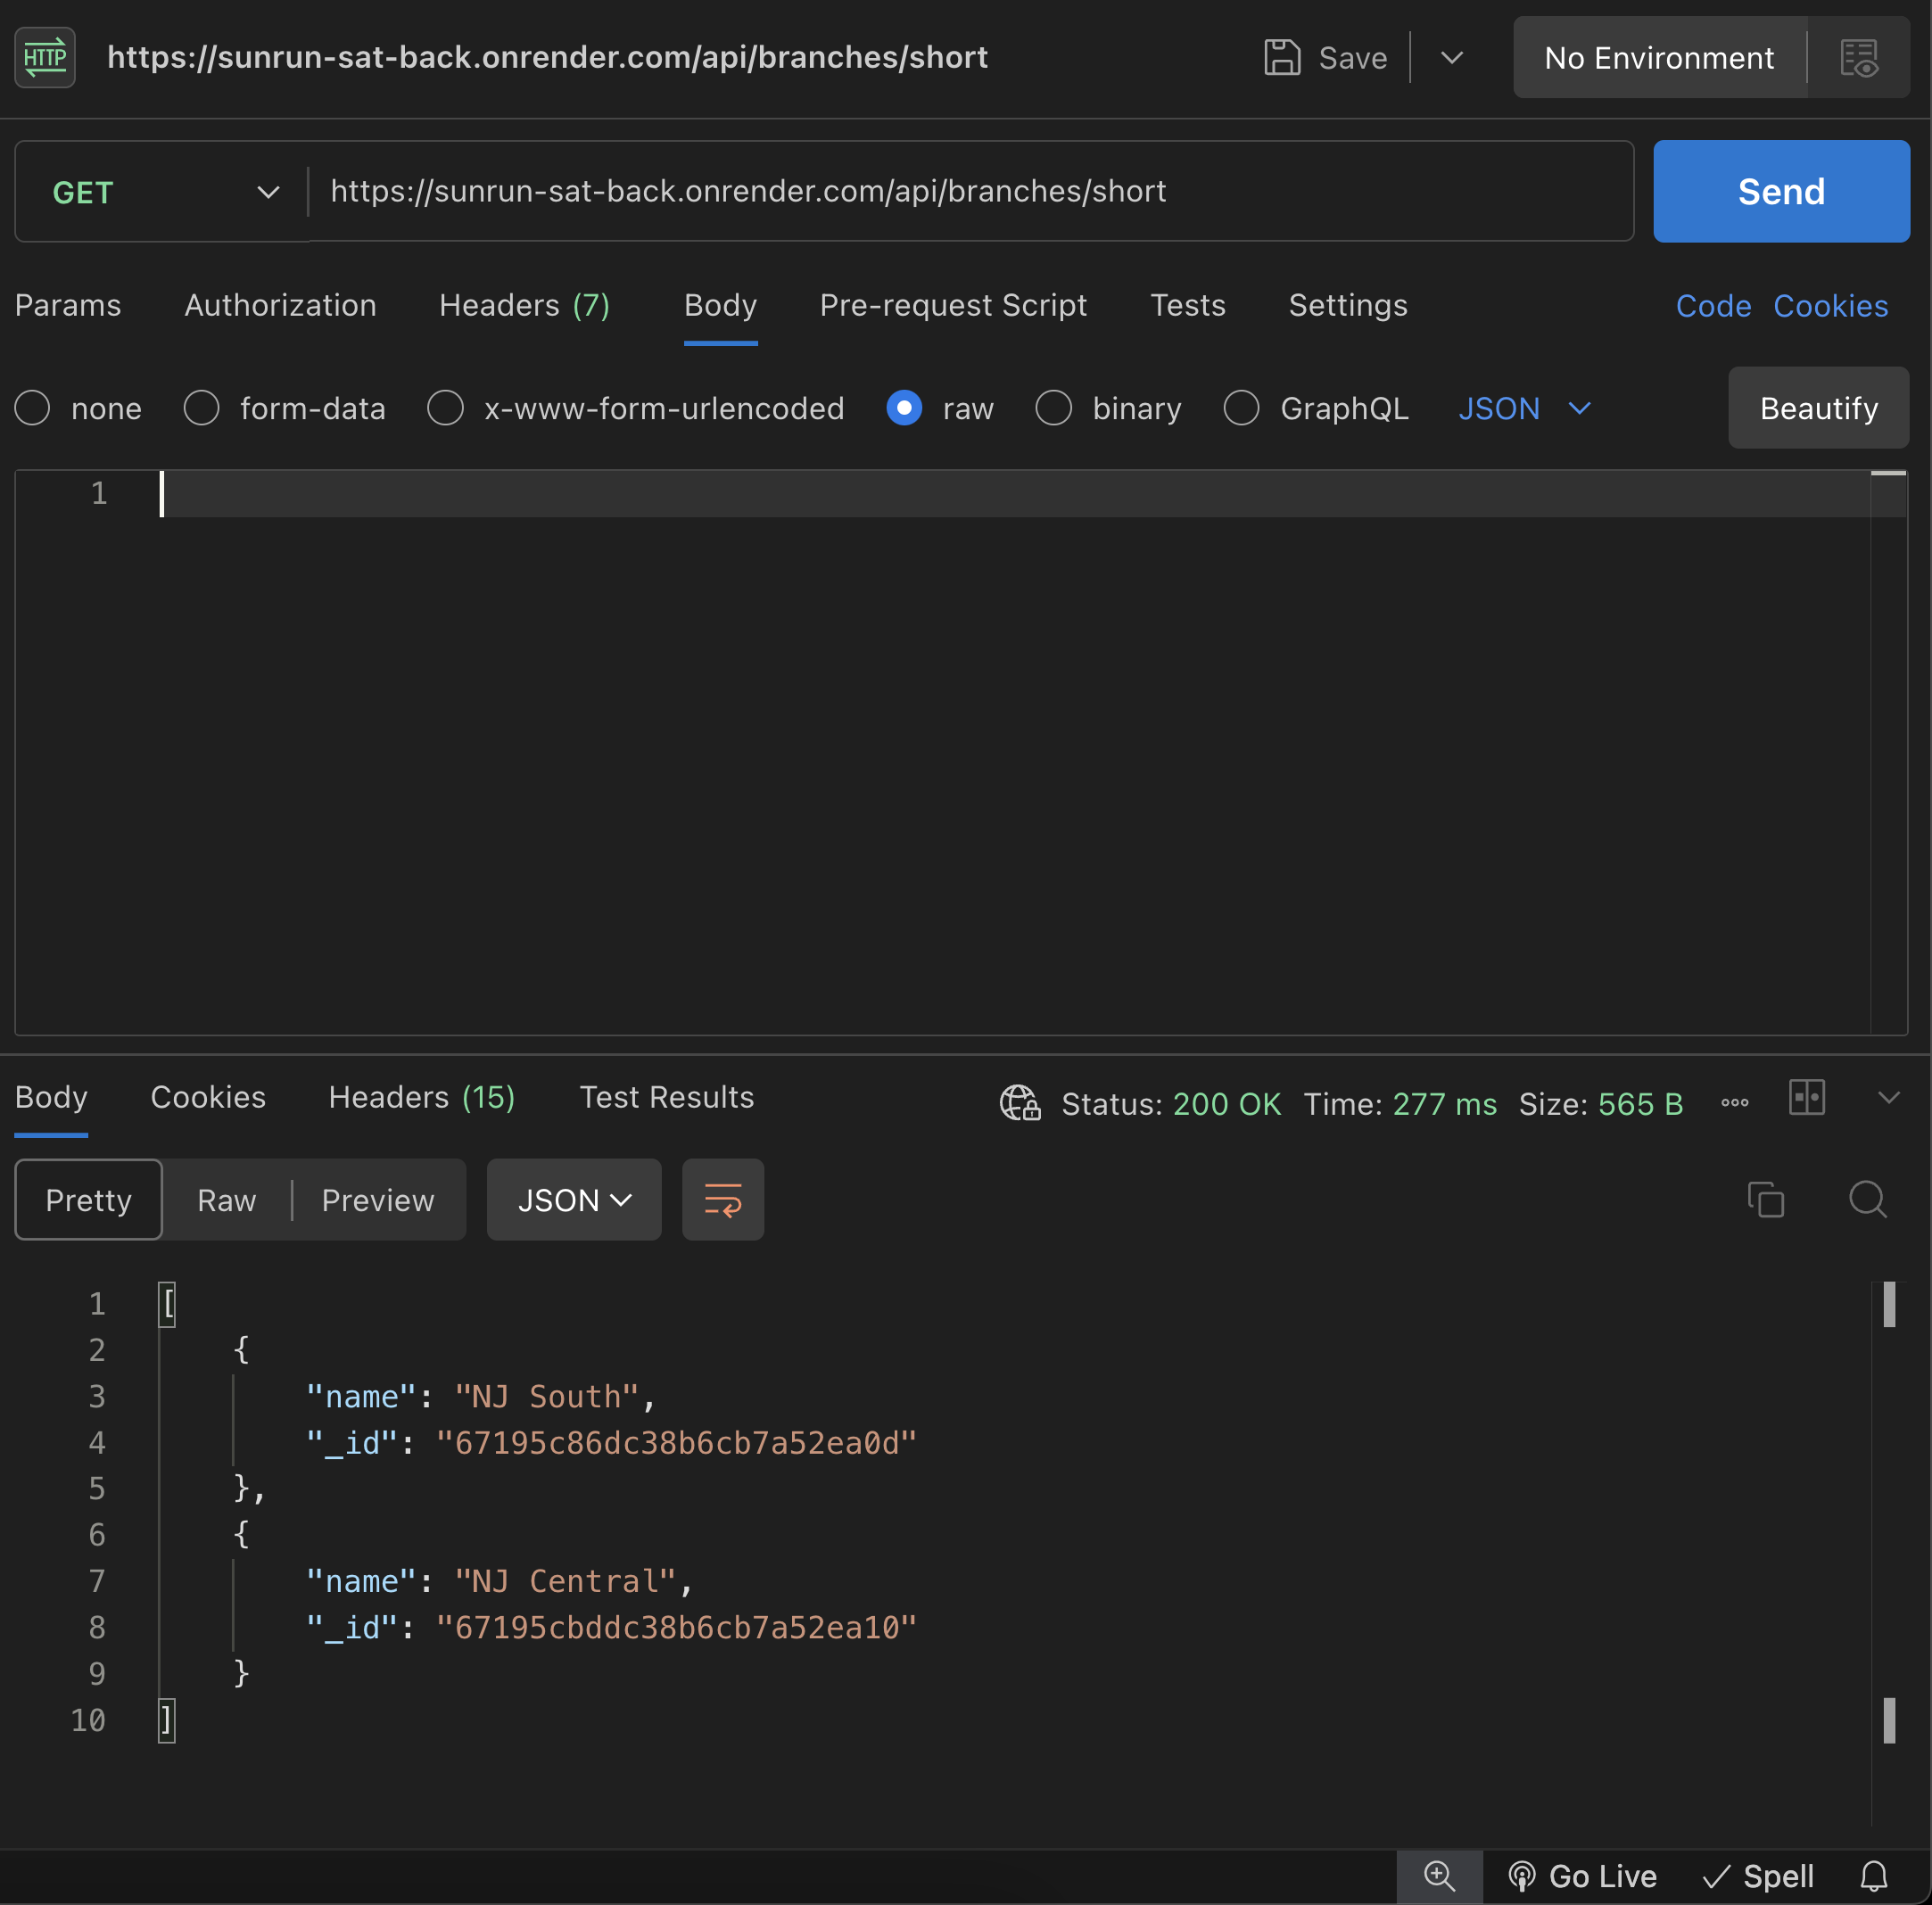 HTTP https://sunrun-sat-back.onrender.com/api/branches/short Save No Environment
GET https://sunrun-sat-back.onrender.com/api/branches/short Send
Params Authorization Headers (7) Body Pre-request Script Tests Settings Code Cookies
none form-data x-www-form-urlencoded raw binary GraphQL JSON Beautify
1
Body Cookies Headers (15) Test Results Status: 200 OK Time: 277 ms Size: 565 B
Pretty Raw Preview JSON
1 [
2 {
3 "name": "NJ South",
4 "_id": "67195c86dc38b6cb7a52ea0d"
5 },
6 {
7 "name": "NJ Central",
8 "_id": "67195cbddc38b6cb7a52ea10"
9 }
10 ]
Go Live Spell